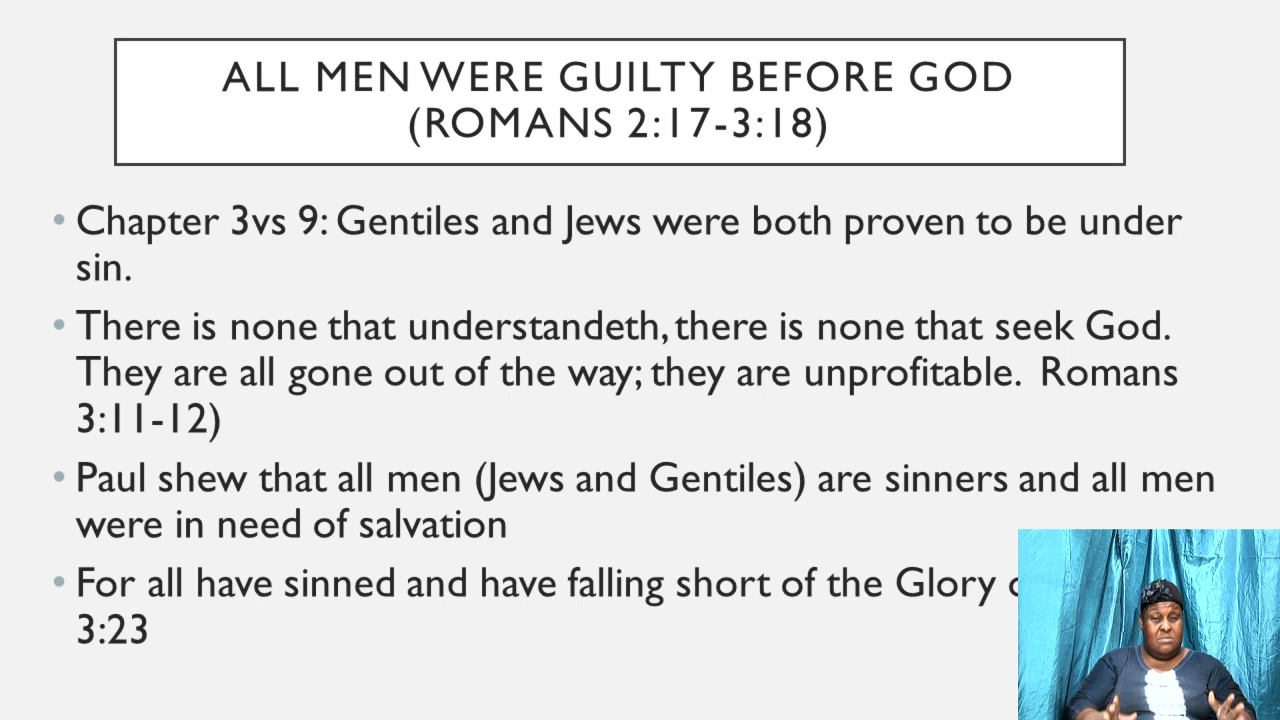 ALL MEN WERE GUILTY BEFORE GOD
(ROMANS 2:17-3:18)
• Chapter 3vs 9: Gentiles and Jews were both proven to be under
sin.
• There is none that understandeth, there is none that seek God.
They are all gone out of the way; they are unprofitable. Romans
3:11-12)
• Paul shew that all men (Jews and Gentiles) are sinners and all men
were in need of salvation
• For all have sinned and have falling short of the Glory
3:23